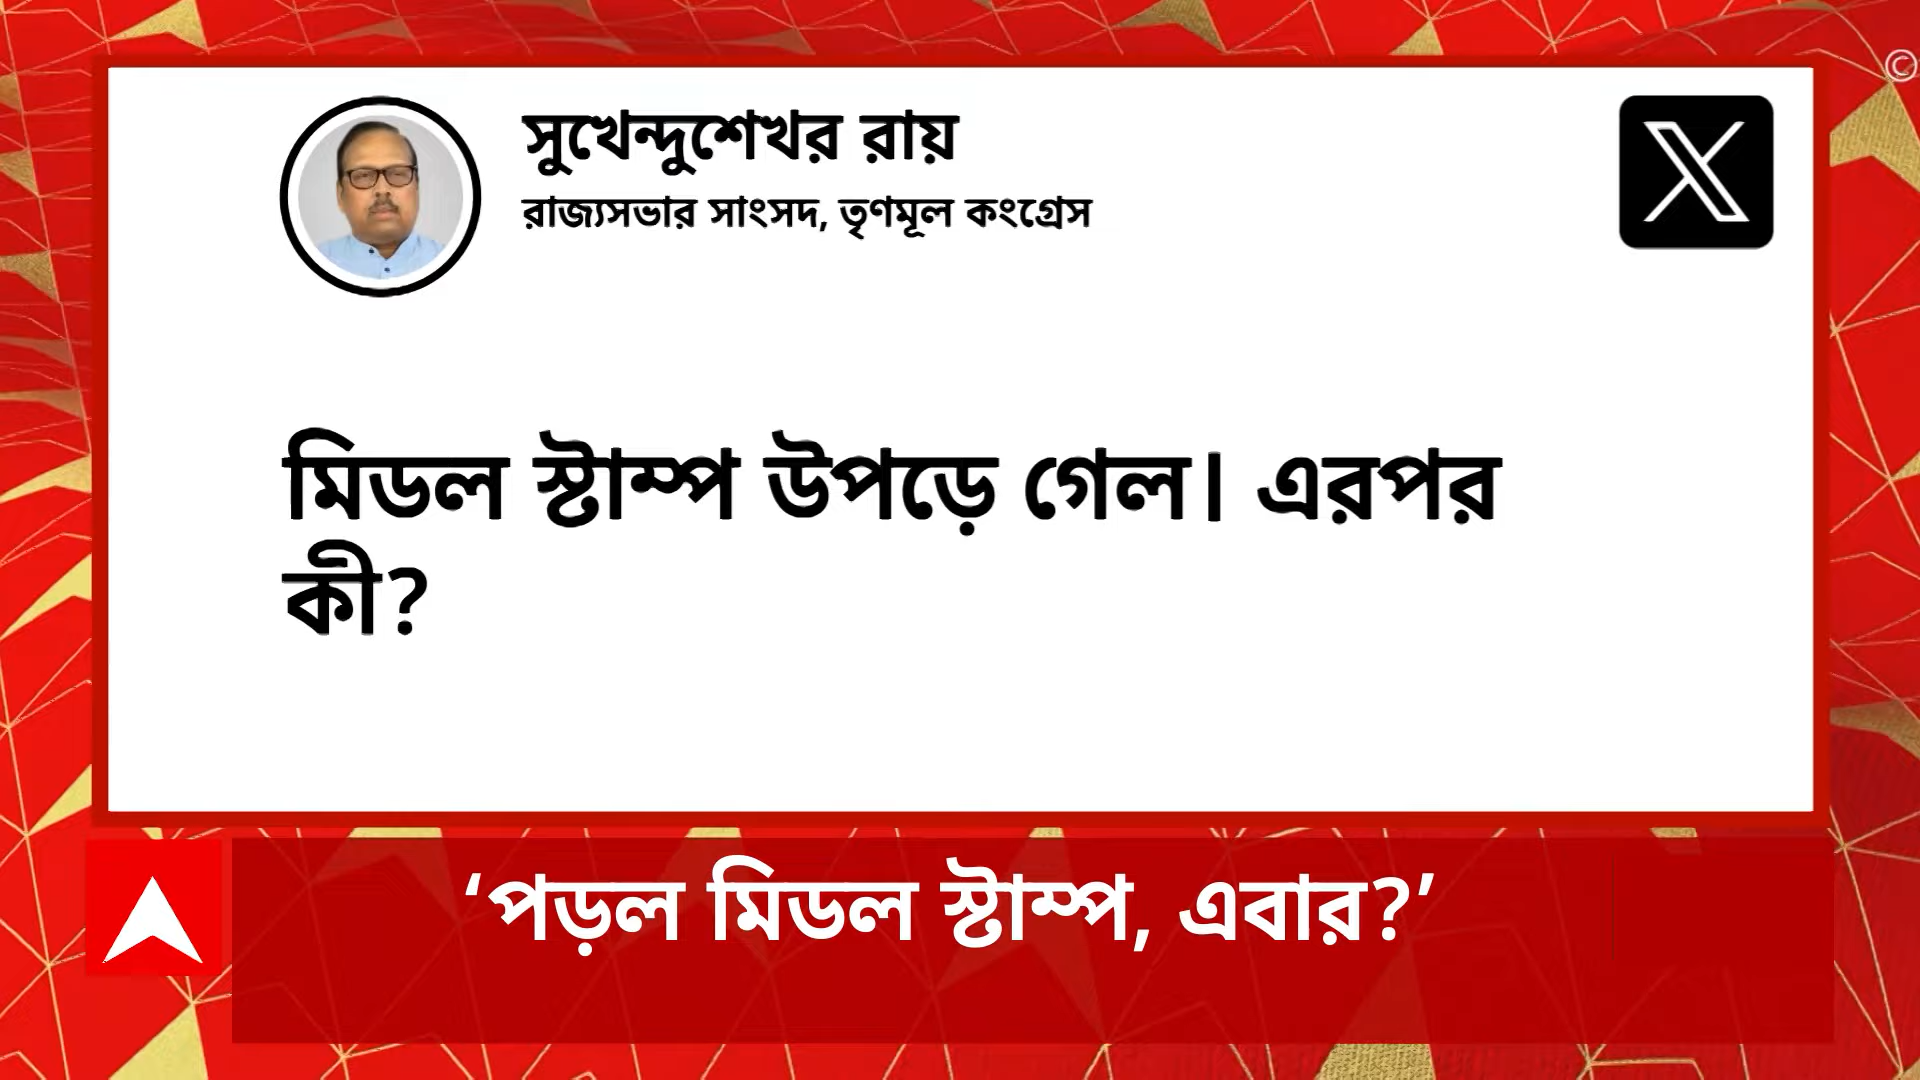 ©
সুখেন্দুশেখর রায়
রাজ্যসভার সাংসদ, তৃণমূল কংগ্রেস
মিডল স্টাম্প উপড়ে গেল। এরপর
কী?
‘পড়ল মিডল স্টাম্প, এবার?’